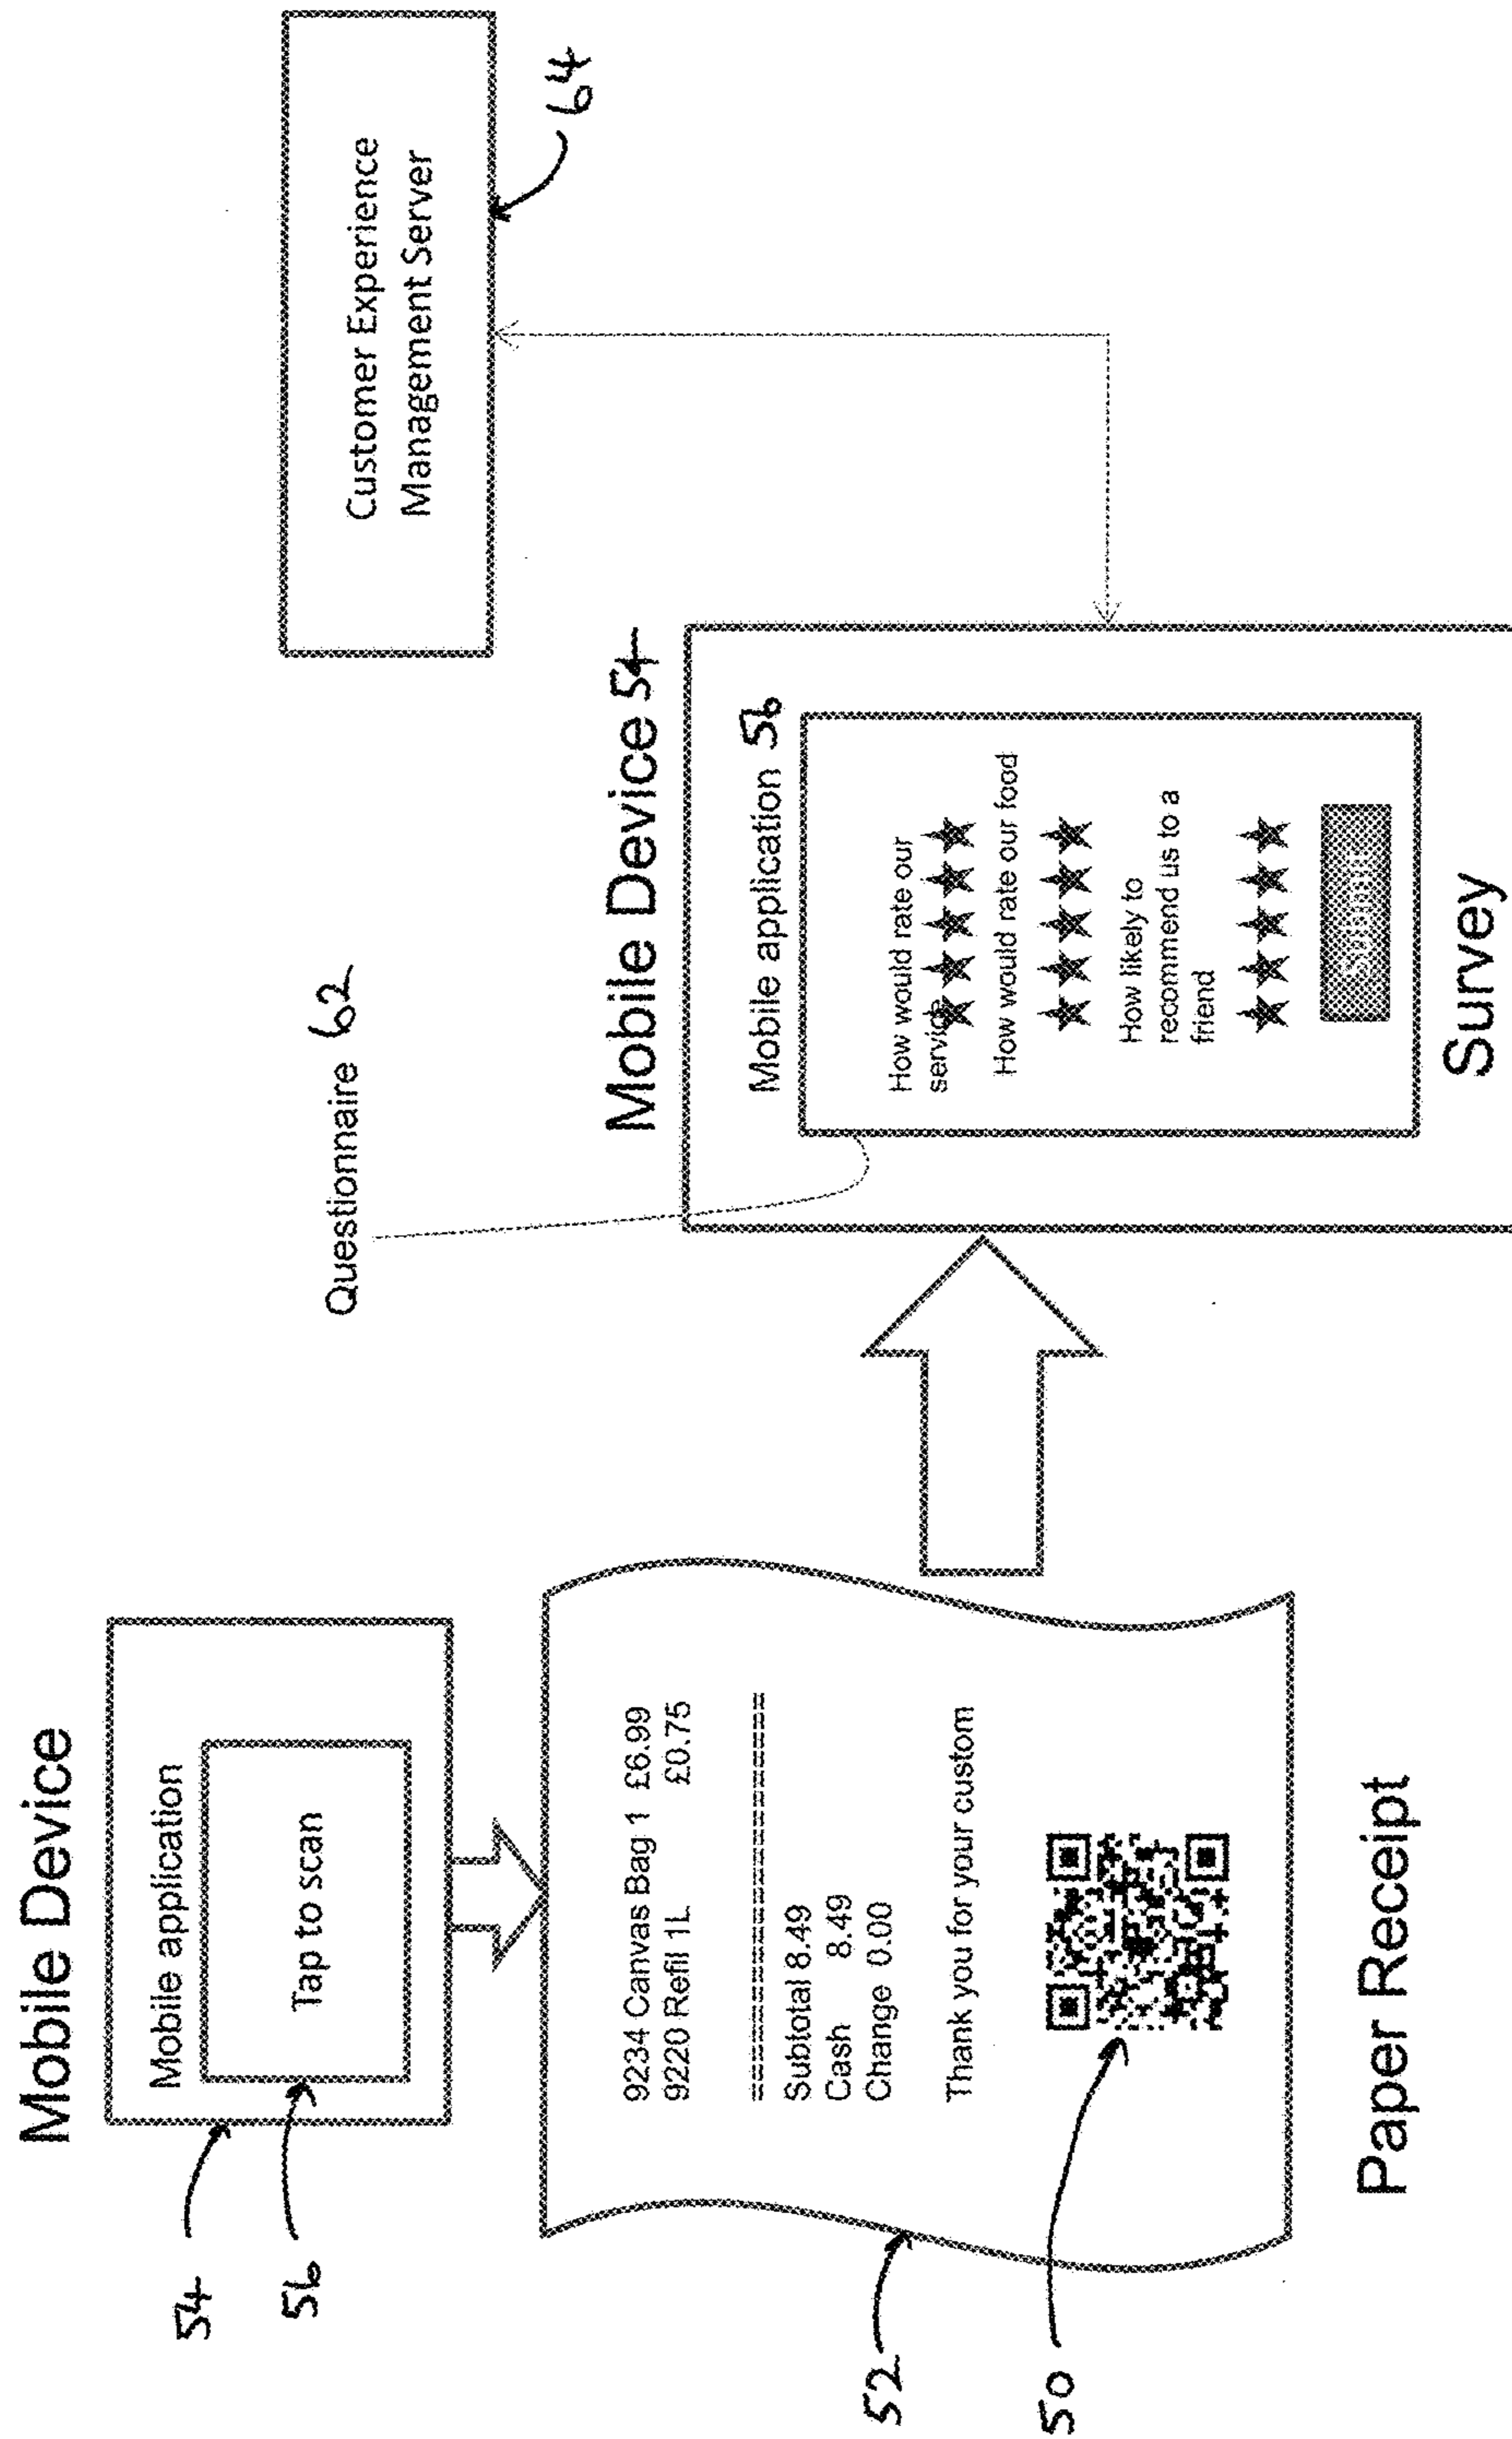 Mobile Device
54
Mobile application
56
Tap to scan
52
9234 Canvas Bag 1 £6.99
9220 Refill 1L £0.75
====================
Subtotal 8.49
Cash 8.49
Change 0.00
Thank you for your custom
50
Paper Receipt
Questionnaire 62
Mobile Device 54
Mobile application 56
How would rate our
service
How would rate our food
How likely to
recommend us to a
friend
Submit
Survey
Customer Experience
Management Server
64